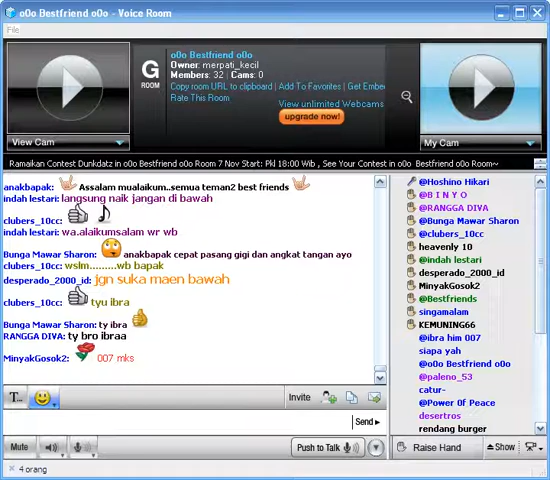 o0o Bestfriend o0o - Voice Room
File
G
ROOM
o0o Bestfriend o0o
Owner: merpati_kecil
Members: 32 | Cams: 0
Copy room URL to clipboard | Add To Favorites | Get Embe
Rate This Room
View unlimited Webcams
upgrade now!
View Cam
My Cam
Ramaikan Contest Dunkdatz in o0o Bestfriend o0o Room 7 Nov Start: Pkl 18:00 Wib , See Your Contest in o0o Bestfriend o0o Room~
anakbapak: Assalam mualaikum..semua teman2 best friends
indah lestari: langsung naik jangan di bawah
clubers_10cc:
indah lestari: wa.alaikumsalam wr wb
Bunga Mawar Sharon: anakbapak cepat pasang gigi dan angkat tangan ayo
clubers_10cc: wslm.........wb bapak
desperado_2000_id: jgn suka maen bawah
clubers_10cc: tyu ibra
Bunga Mawar Sharon: ty ibra
RANGGA DIVA: ty bro ibraa
MinyakGosok2: 007 mks
@Hoshino Hikari
@B I N Y O
@RANGGA DIVA
@Bunga Mawar Sharon
@clubers_10cc
heavenly 10
@indah lestari
desperado_2000_id
MinyakGosok2
@Bestfriends
singamalam
KEMUNING66
@ibra him 007
siapa yah
@o0o Bestfriend o0o
@paleno_53
catur-
@Power 0f Peace
desertros
rendang burger
T...
Invite
Send
Mute
Push to Talk
Raise Hand
Show
4 orang